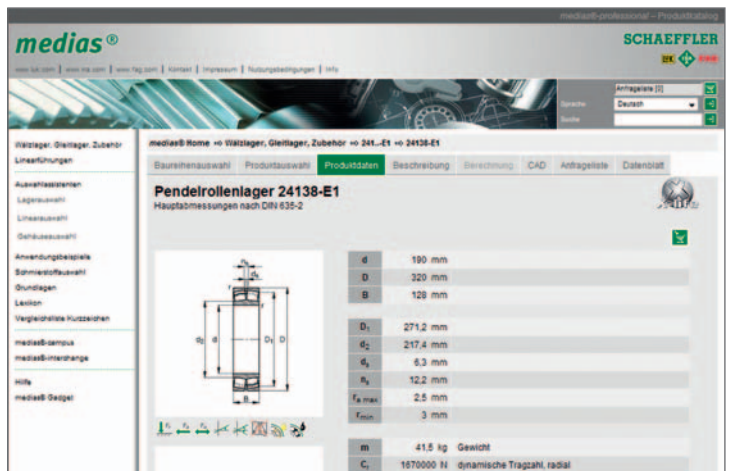 medias®-professional – Produktkatalog
medias®
SCHAEFFLER
www.ina.com | www.fag.com | Kontakt | Impressum | Nutzungsbedingungen | Info
Anfrageliste [0]
Sprache Deutsch
Suche
Wälzlager, Gleitlager, Zubehör
Linearführungen
Auswahlassistenten
Lagerauswahl
Linearauswahl
Gehäuseauswahl
Anwendungsbeispiele
Schmierstoffauswahl
Grundlagen
Lexikon
Vergleichsliste Kurzzeichen
medias®-campus
medias®-interchange
Hilfe
medias® Gadget
medias® Home »» Wälzlager, Gleitlager, Zubehör »» 241..-E1 »» 24138-E1
Baureihenauswahl Produktauswahl Produktdaten Beschreibung Berechnung CAD Anfrageliste Datenblatt
Pendelrollenlager 24138-E1
Hauptabmessungen nach DIN 635-2
X-life
ns
ds
r
r
d2 d D1 D
B
d 190 mm
D 320 mm
B 128 mm
D1 271,2 mm
d2 217,4 mm
ds 6,3 mm
ns 12,2 mm
ra max 2,5 mm
rmin 3 mm
m 41,5 kg Gewicht
Cr 1670000 N dynamische Tragzahl, radial